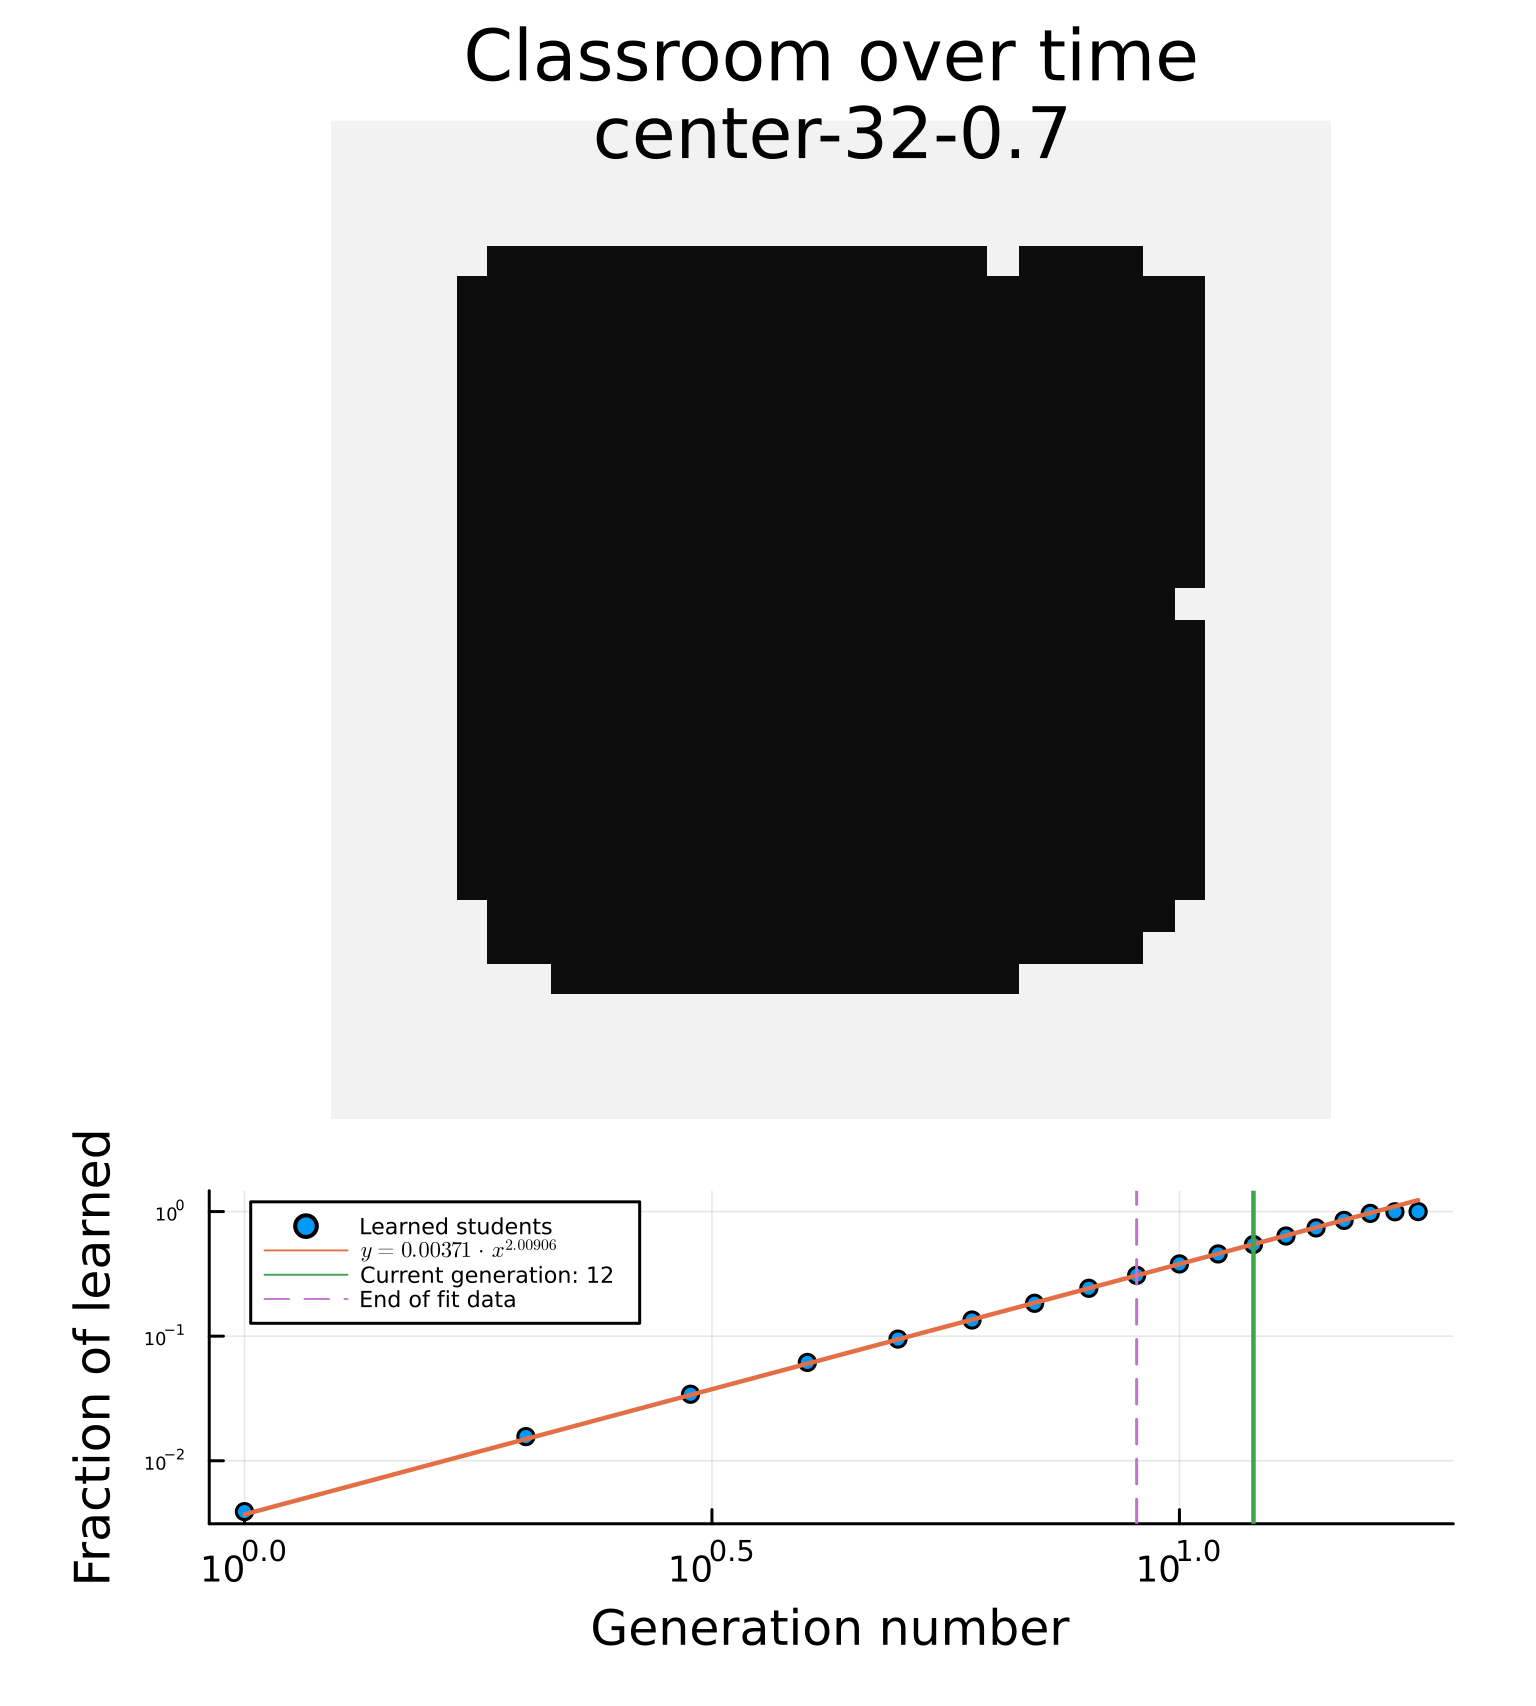 Classroom over time
center-32-0.7
Fraction of learned
10⁰
10⁻¹
10⁻²
Learned students
y = 0.00371 · x^2.00906
Current generation: 12
End of fit data
10^0.0
10^0.5
10^1.0
Generation number